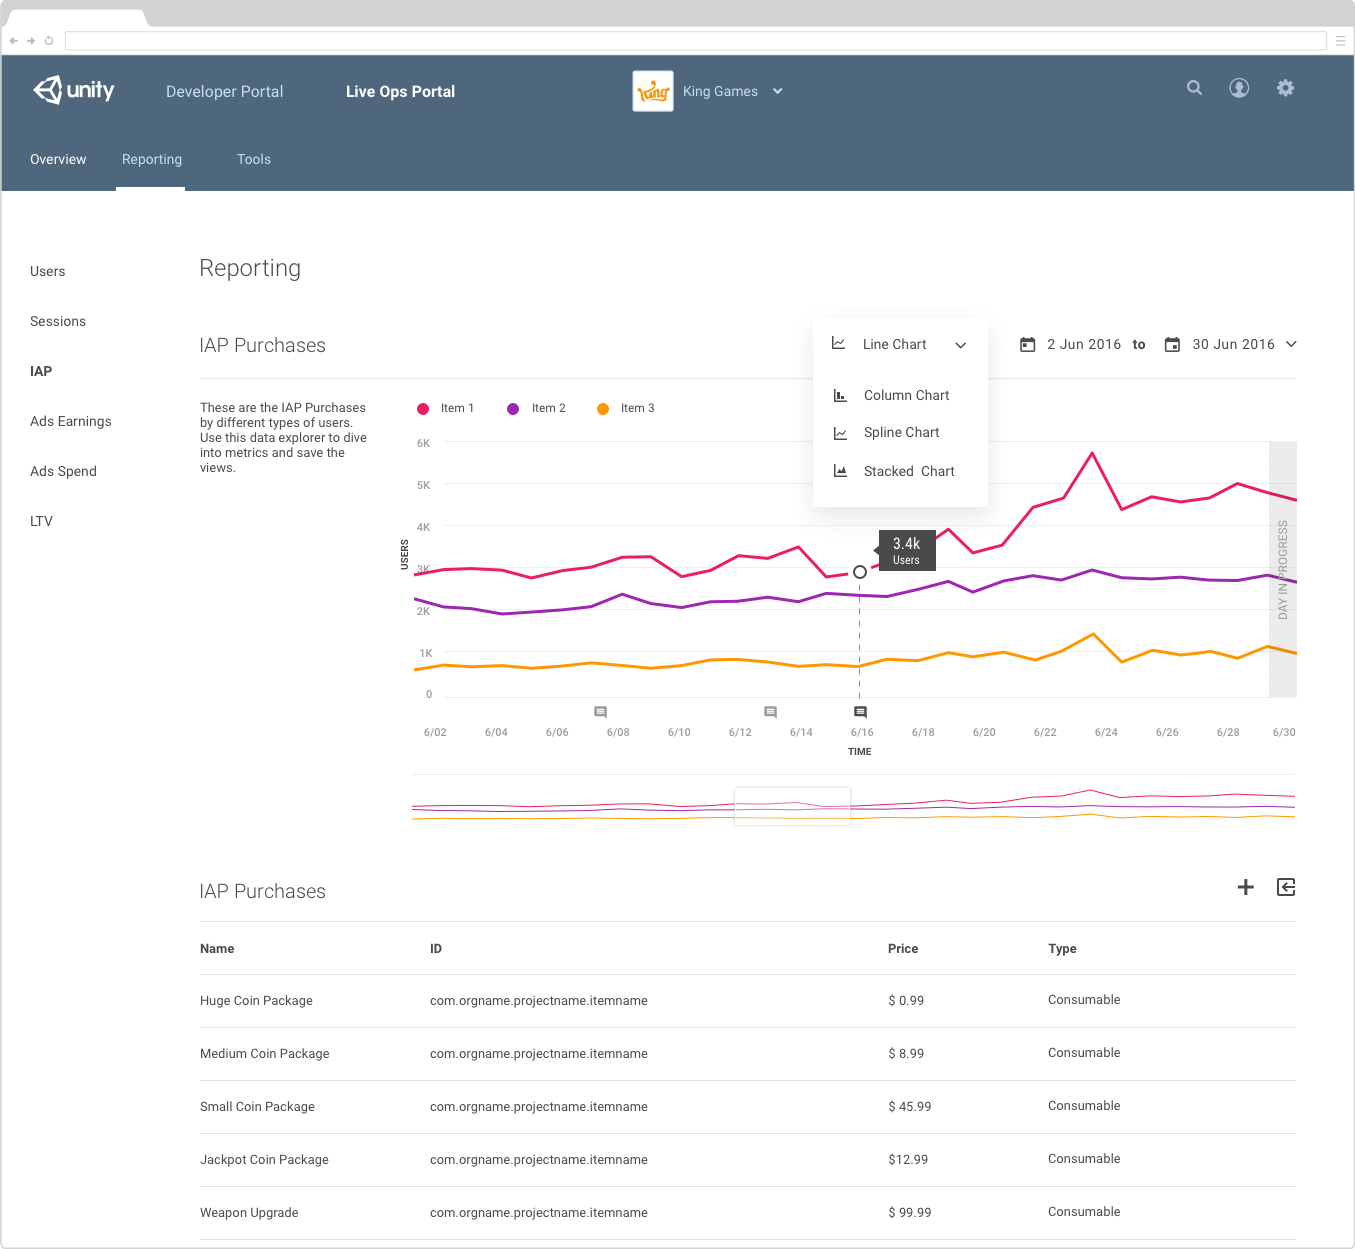 unity
Developer Portal
Live Ops Portal
King
King Games
Overview
Reporting
Tools
Users
Sessions
IAP
Ads Earnings
Ads Spend
LTV
Reporting
IAP Purchases
Line Chart
Column Chart
Spline Chart
Stacked Chart
2 Jun 2016 to 30 Jun 2016
These are the IAP Purchases
by different types of users.
Use this data explorer to dive
into metrics and save the
views.
Item 1
Item 2
Item 3
6K
5K
4K
3K
2K
1K
0
USERS
3.4k
Users
DAY IN PROGRESS
6/02 6/04 6/06 6/08 6/10 6/12 6/14 6/16 6/18 6/20 6/22 6/24 6/26 6/28 6/30
TIME
IAP Purchases
Name ID Price Type
Huge Coin Package com.orgname.projectname.itemname $ 0.99 Consumable
Medium Coin Package com.orgname.projectname.itemname $ 8.99 Consumable
Small Coin Package com.orgname.projectname.itemname $ 45.99 Consumable
Jackpot Coin Package com.orgname.projectname.itemname $12.99 Consumable
Weapon Upgrade com.orgname.projectname.itemname $ 99.99 Consumable